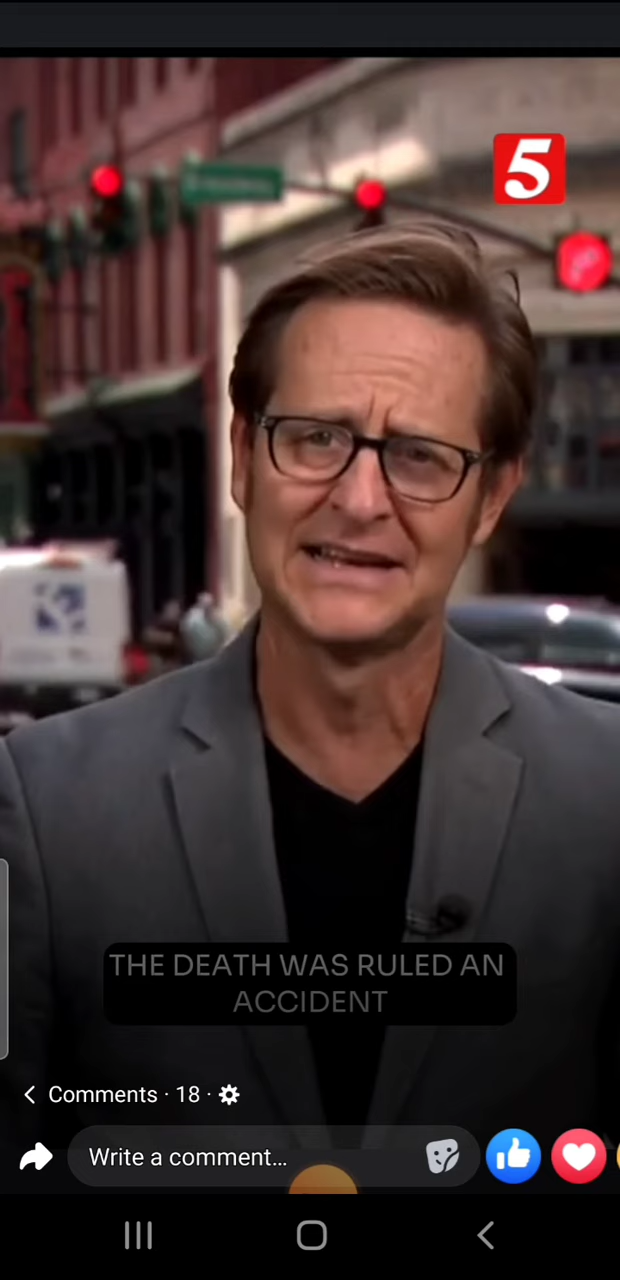 5
THE DEATH WAS RULED AN
ACCIDENT
Comments · 18 ·
Write a comment...